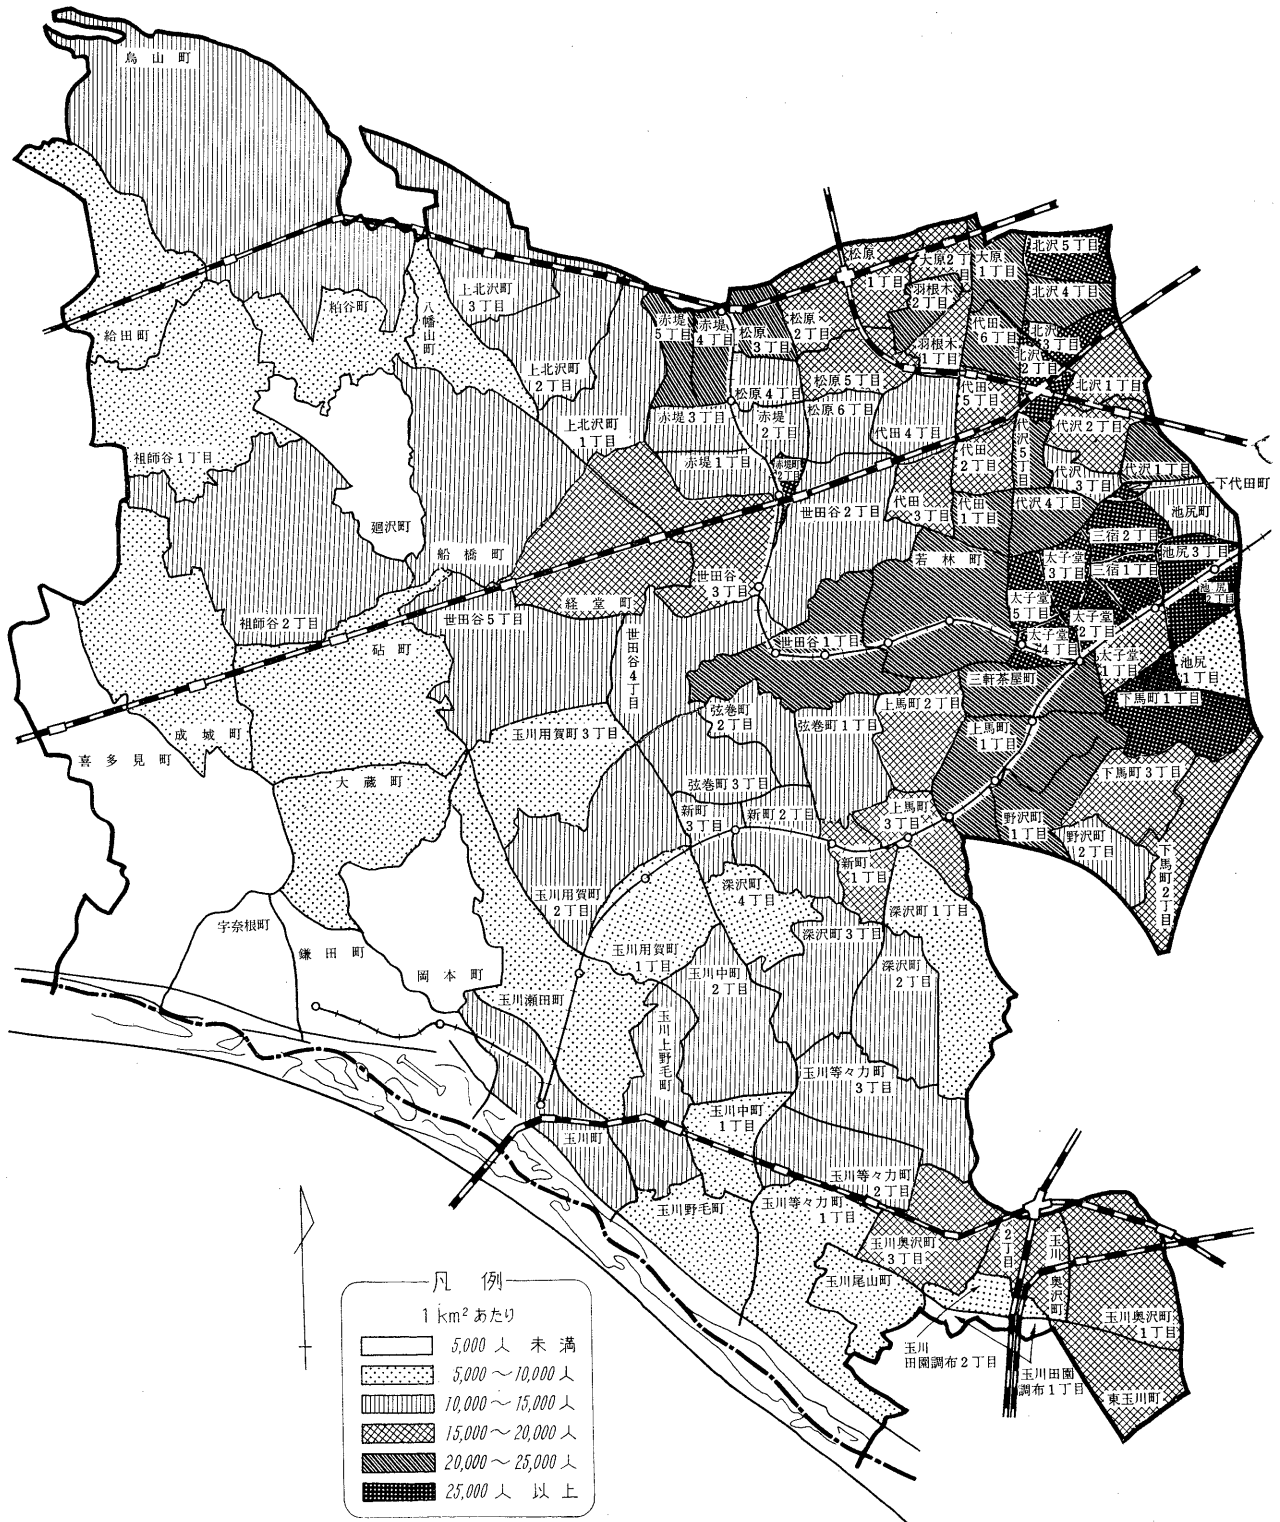 烏山町
給田町
粕谷町
八幡山町
上北沢町
3丁目
上北沢町
2丁目
上北沢町
1丁目
祖師谷1丁目
廻沢町
船橋町
祖師谷2丁目
赤堤
5丁目
赤堤
4丁目
松原
3丁目
松原
2丁目
松原
1丁目
大原2丁目
大原
1丁目
羽根木
2丁目
羽根木
1丁目
北沢5丁目
北沢4丁目
北沢
3丁目
北沢
2丁目
北沢1丁目
代田
6丁目
代田
5丁目
松原4丁目
松原5丁目
松原6丁目
赤堤3丁目
赤堤
2丁目
赤堤1丁目
赤堤町
2丁目
代田4丁目
代田
2丁目
代田
3丁目
代田
1丁目
代沢5丁目
代沢2丁目
代沢
3丁目
代沢1丁目
代沢4丁目
下代田町
池尻町
世田谷2丁目
若林町
三宿2丁目
三宿1丁目
池尻3丁目
池尻
2丁目
池尻
1丁目
太子堂
3丁目
太子堂
5丁目
太子堂
4丁目
太子堂
2丁目
太子堂
1丁目
世田谷
3丁目
経堂町
世田谷5丁目
世田谷4丁目
世田谷1丁目
三軒茶屋町
下馬町1丁目
砧町
成城町
喜多見町
大蔵町
玉川用賀町3丁目
弦巻町
2丁目
弦巻町1丁目
上馬町2丁目
上馬町
1丁目
下馬町3丁目
弦巻町3丁目
新町
3丁目
新町2丁目
上馬町
3丁目
野沢町
1丁目
野沢町
2丁目
下馬町2丁目
新町
1丁目
玉川用賀町
2丁目
深沢町
4丁目
深沢町1丁目
深沢町3丁目
深沢町
2丁目
宇奈根町
鎌田町
岡本町
玉川用賀町
1丁目
玉川中町
2丁目
玉川瀬田町
玉川上野毛町
玉川等々力町
3丁目
玉川中町
1丁目
玉川町
玉川等々力町
2丁目
玉川等々力町
1丁目
玉川野毛町
玉川奥沢町
3丁目
2丁目
玉川奥沢町
玉川尾山町
玉川奥沢町
1丁目
玉川
田園調布2丁目
玉川田園
調布1丁目
東玉川町
凡例
1km²あたり
5,000人未満
5,000〜10,000人
10,000〜15,000人
15,000〜20,000人
20,000〜25,000人
25,000人以上